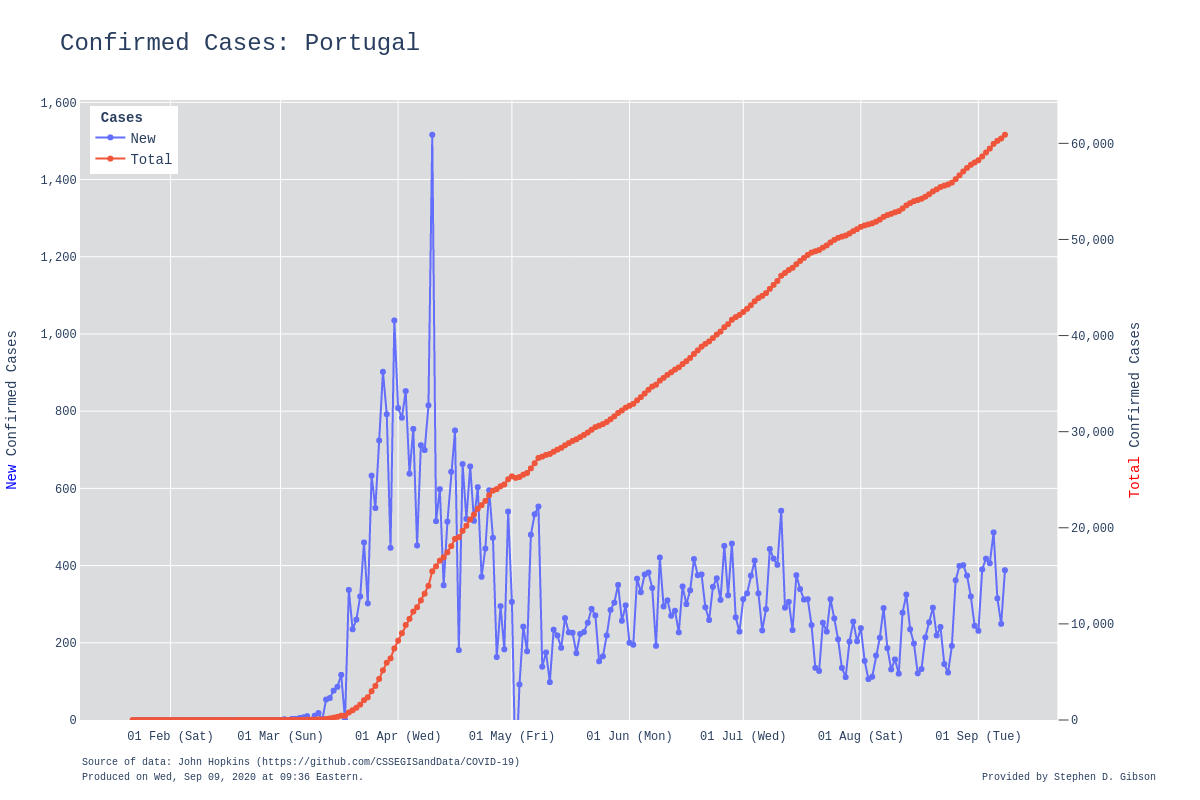 Confirmed Cases: Portugal
Cases
New
Total
1,600
1,400
1,200
1,000
800
600
400
200
0
New Confirmed Cases
60,000
50,000
40,000
30,000
20,000
10,000
0
Total Confirmed Cases
01 Feb (Sat)
01 Mar (Sun)
01 Apr (Wed)
01 May (Fri)
01 Jun (Mon)
01 Jul (Wed)
01 Aug (Sat)
01 Sep (Tue)
Source of data: John Hopkins (https://github.com/CSSEGISandData/COVID-19)
Produced on Wed, Sep 09, 2020 at 09:36 Eastern.
Provided by Stephen D. Gibson